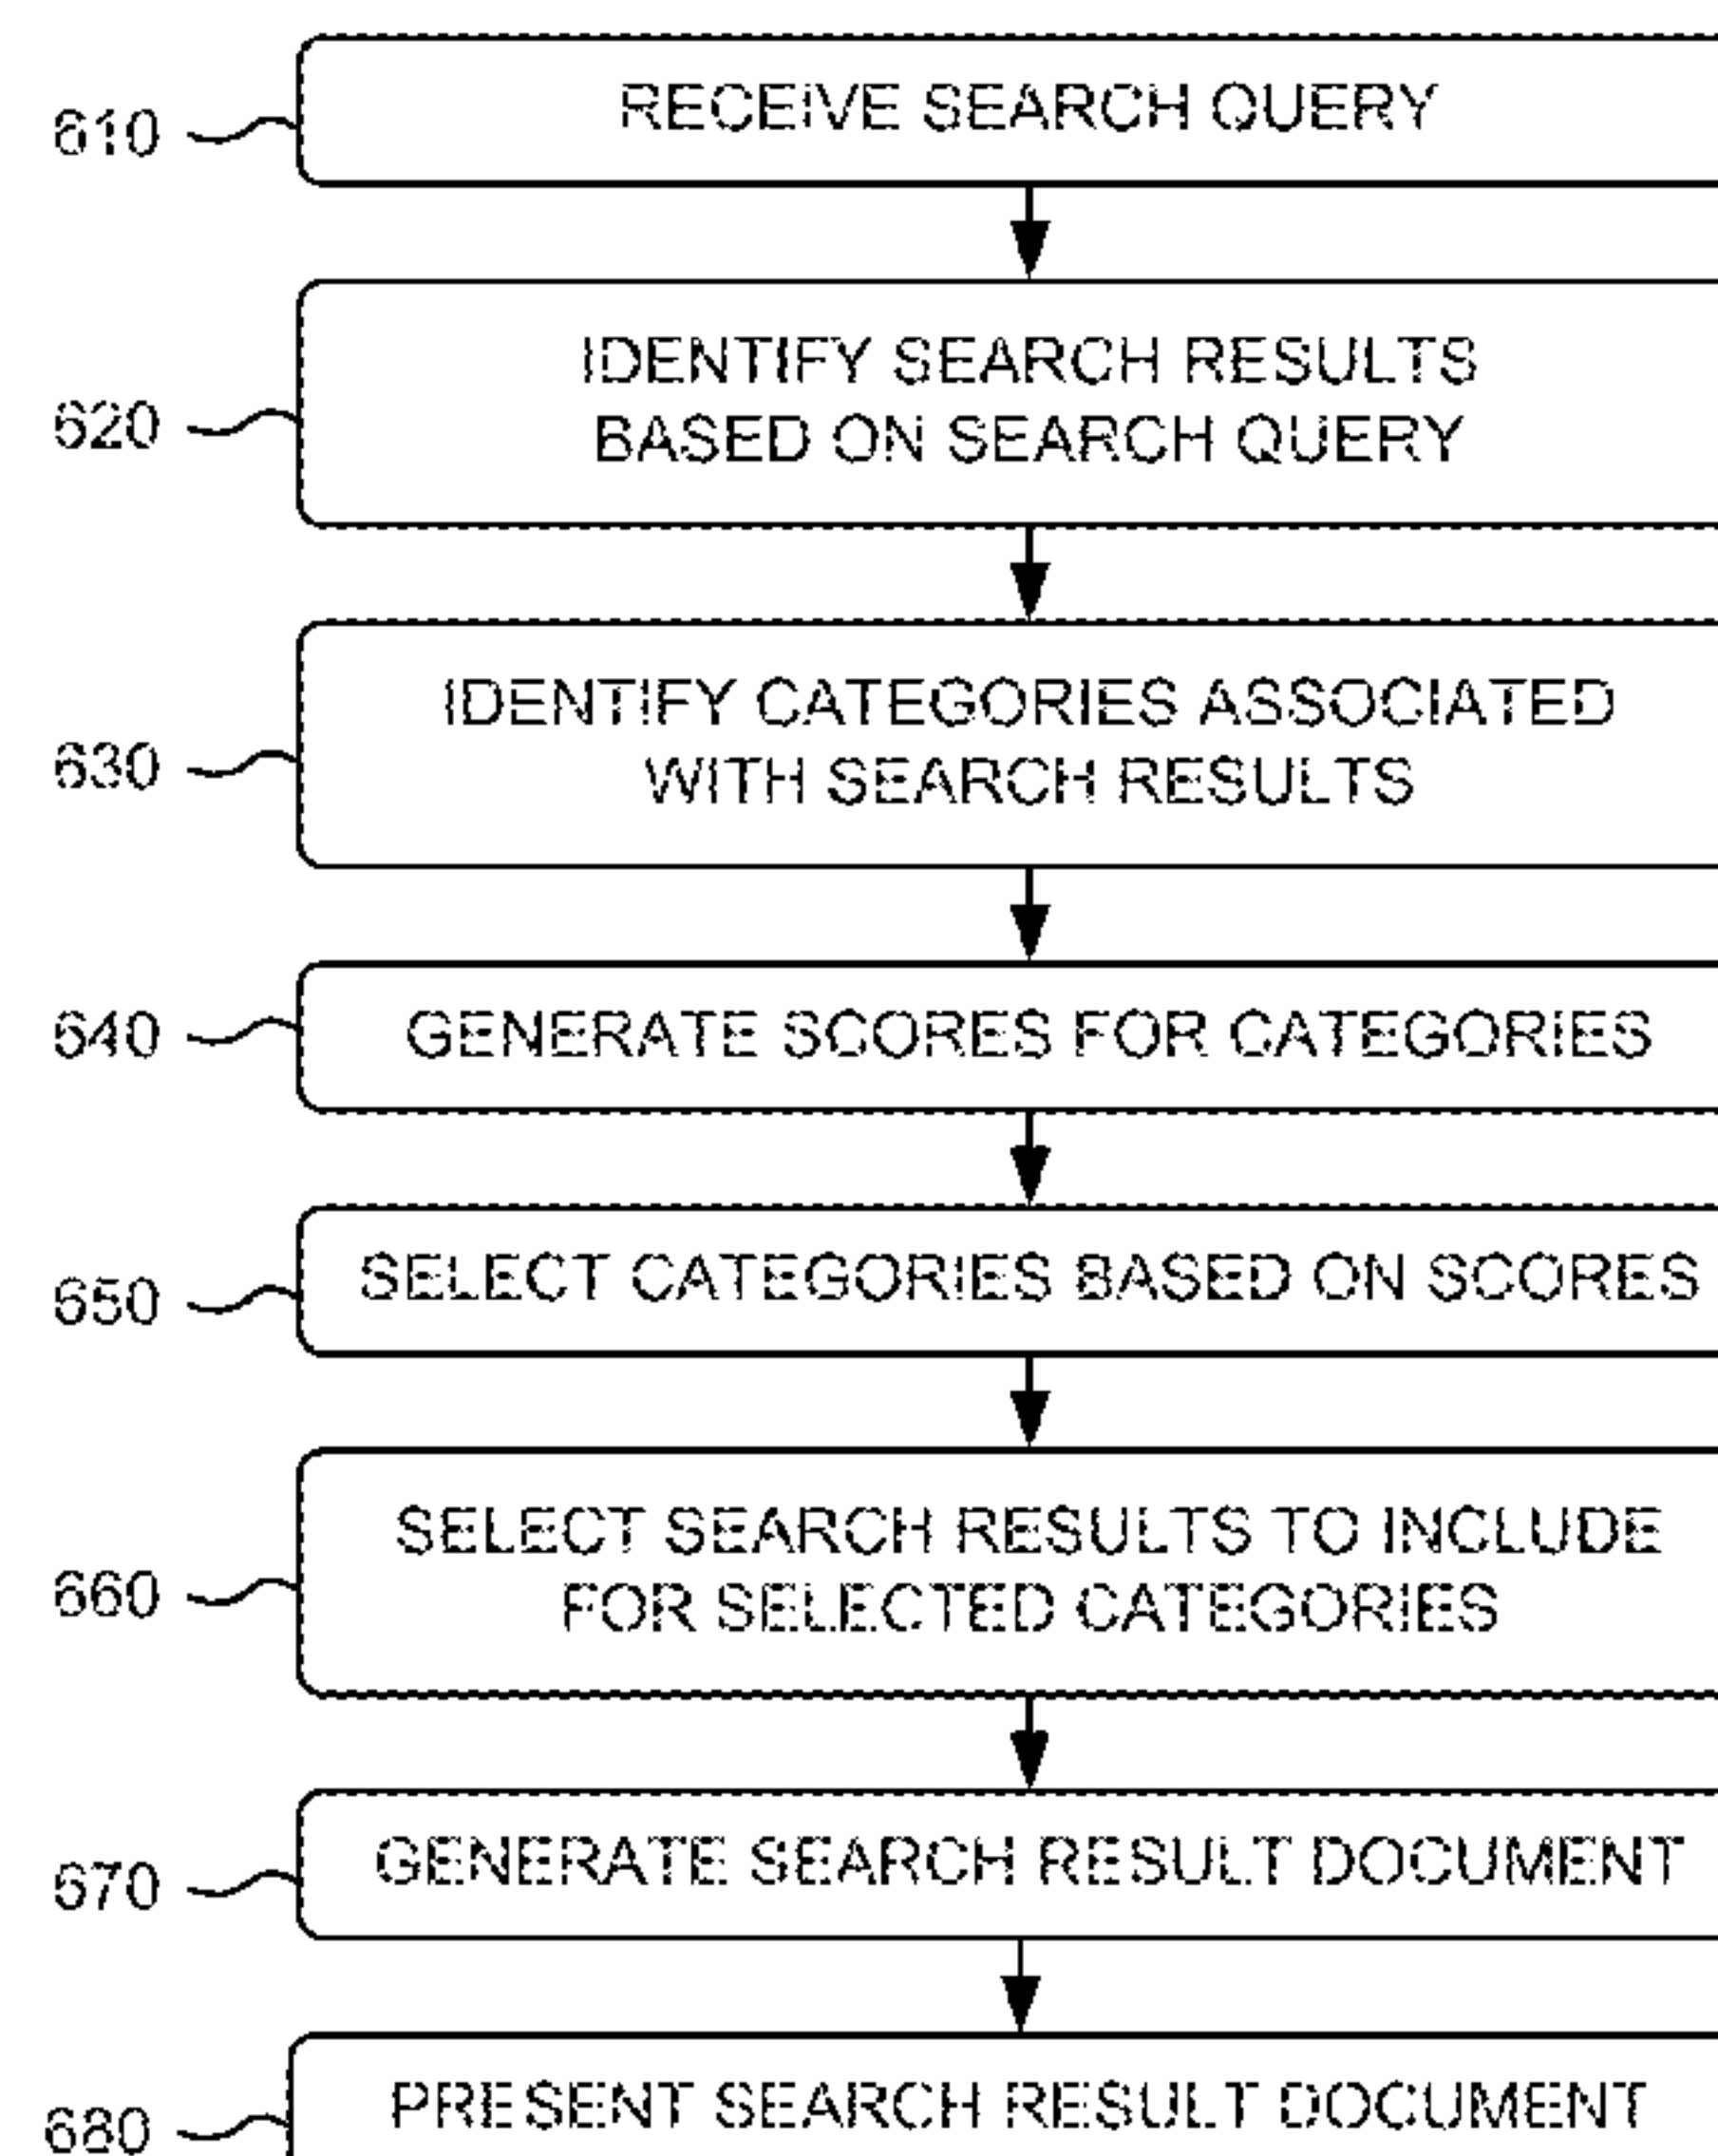 610
RECEIVE SEARCH QUERY
620
IDENTIFY SEARCH RESULTS
BASED ON SEARCH QUERY
630
IDENTIFY CATEGORIES ASSOCIATED
WITH SEARCH RESULTS
640
GENERATE SCORES FOR CATEGORIES
650
SELECT CATEGORIES BASED ON SCORES
660
SELECT SEARCH RESULTS TO INCLUDE
FOR SELECTED CATEGORIES
670
GENERATE SEARCH RESULT DOCUMENT
680
PRESENT SEARCH RESULT DOCUMENT